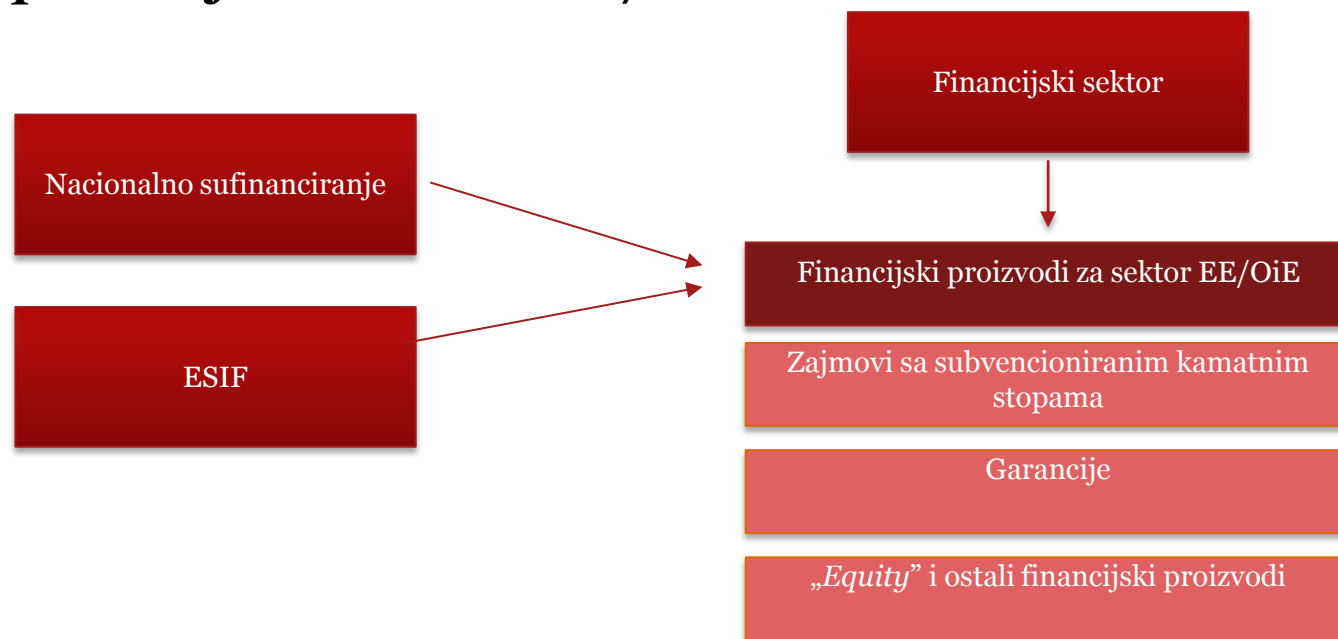 Financijski sektor
Nacionalno sufinanciranje
ESIF
Financijski proizvodi za sektor EE/OiE
Zajmovi sa subvencioniranim kamatnim
stopama
Garancije
„Equity” i ostali financijski proizvodi